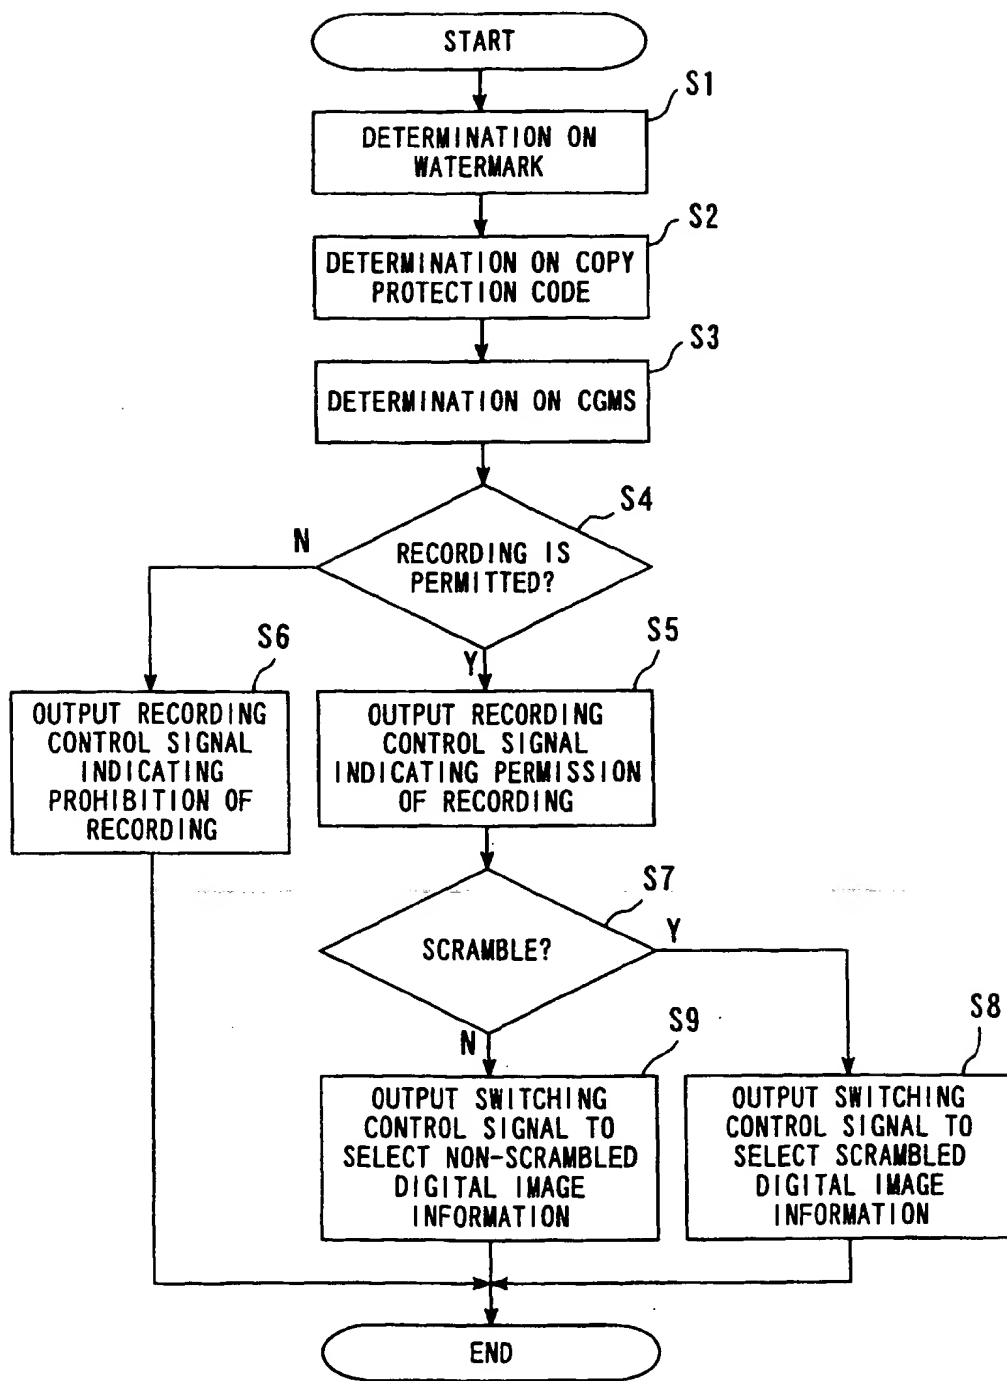 START
S1
DETERMINATION ON
WATERMARK
S2
DETERMINATION ON COPY
PROTECTION CODE
S3
DETERMINATION ON CGMS
S4
N
RECORDING IS
PERMITTED?
Y
S6
OUTPUT RECORDING
CONTROL SIGNAL
INDICATING
PROHIBITION OF
RECORDING
S5
OUTPUT RECORDING
CONTROL SIGNAL
INDICATING PERMISSION
OF RECORDING
S7
SCRAMBLE?
Y
N
S9
OUTPUT SWITCHING
CONTROL SIGNAL TO
SELECT NON-SCRAMBLED
DIGITAL IMAGE
INFORMATION
S8
OUTPUT SWITCHING
CONTROL SIGNAL TO
SELECT SCRAMBLED
DIGITAL IMAGE
INFORMATION
END